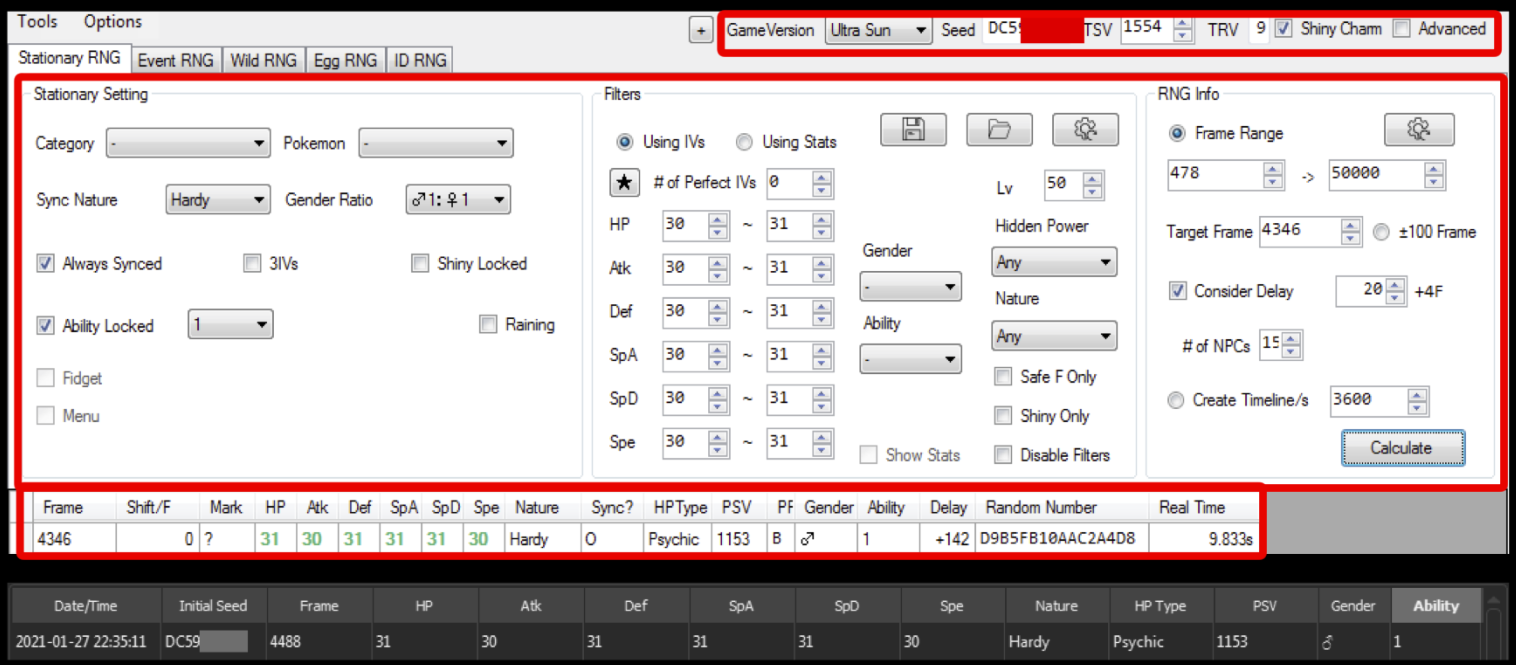 Tools Options
+ GameVersion Ultra Sun Seed DC5 TSV 1554 TRV 9 Shiny Charm Advanced
Stationary RNG Event RNG Wild RNG Egg RNG ID RNG
Stationary Setting
Category - Pokemon -
Sync Nature Hardy Gender Ratio ♂1: ♀1
Always Synced 3IVs Shiny Locked
Ability Locked 1 Raining
Fidget
Menu
Filters
Using IVs Using Stats
★ # of Perfect IVs 0
HP 30 ~ 31
Atk 30 ~ 31
Def 30 ~ 31
SpA 30 ~ 31
SpD 30 ~ 31
Spe 30 ~ 31
Gender
-
Ability
-
Show Stats
Lv 50
Hidden Power
Any
Nature
Any
Safe F Only
Shiny Only
Disable Filters
RNG Info
Frame Range
478 -> 50000
Target Frame 4346 ±100 Frame
Consider Delay 20 +4F
# of NPCs 15
Create Timeline/s 3600
Calculate
Frame Shift/F Mark HP Atk Def SpA SpD Spe Nature Sync? HPType PSV Gender Ability Delay Random Number Real Time
4346 0 ? 31 30 31 31 31 30 Hardy O Psychic 1153 B ♂ 1 +142 D9B5FB10AAC2A4D8 9.833s
Date/Time Initial Seed Frame HP Atk Def SpA SpD Spe Nature HP Type PSV Gender Ability
2021-01-27 22:35:11 DC59 4488 31 30 31 31 31 30 Hardy Psychic 1153 ♂ 1